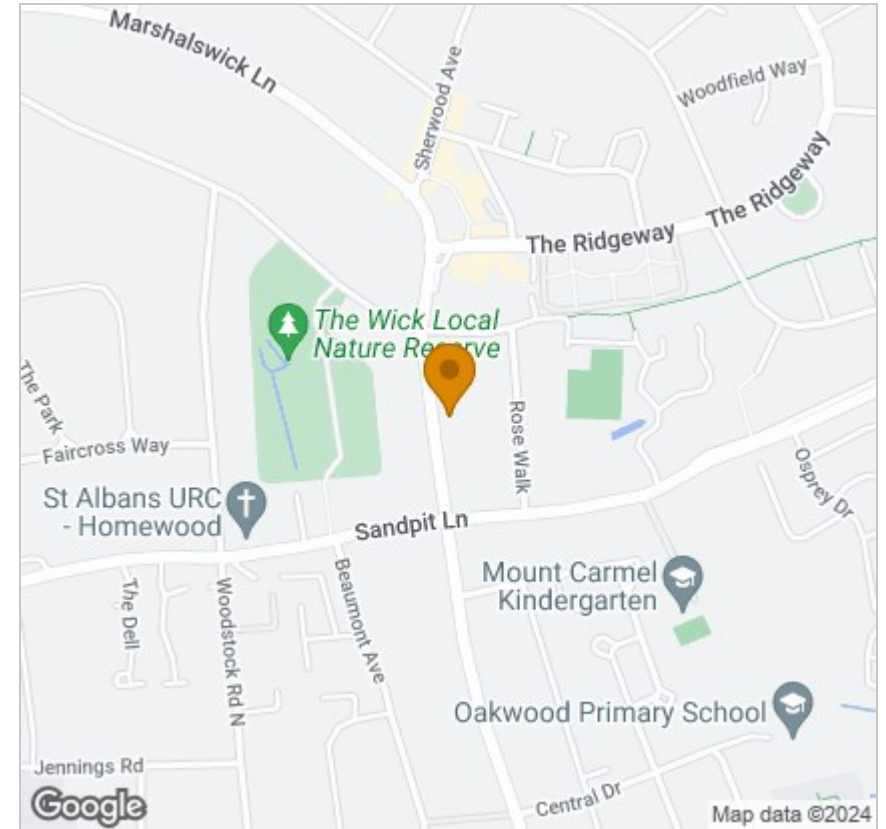 Marshalswick Ln
Sherwood Ave
Woodfield Way
The Ridgeway
The Ridgeway
The Wick Local
Nature Reserve
The Park
Rose Walk
Faircross Way
Osprey Dr
St Albans URC
- Homewood
Sandpit Ln
Mount Carmel
Kindergarten
The Dell
Woodstock Rd N
Beaumont Ave
Oakwood Primary School
Jennings Rd
Central Dr
Google
Map data ©2024